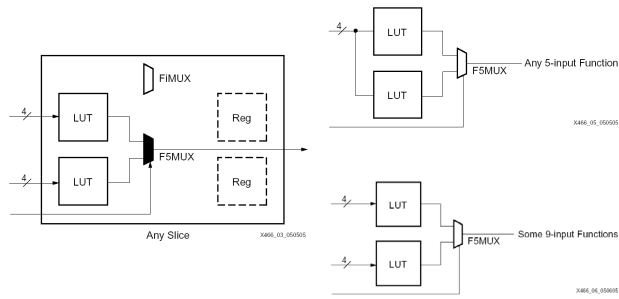 FiMUX
4
LUT
Reg
F5MUX
4
LUT
Reg
Any Slice
X466_03_050505
4
LUT
LUT
F5MUX
Any 5-input Function
X466_05_050505
4
LUT
4
LUT
F5MUX
Some 9-input Functions